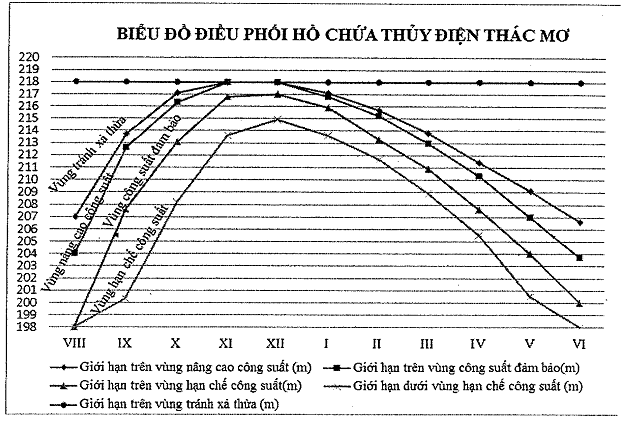 BIỂU ĐỒ ĐIỀU PHỐI HỒ CHỨA THỦY ĐIỆN THÁC MƠ
220
219
218
217
216
215
214
213
212
211
210
209
208
207
206
205
204
203
202
201
200
199
198
Vùng tránh xả thừa
Vùng nâng cao công suất
Vùng công suất đảm bảo
Vùng hạn chế công suất
VIII IX X XI XII I II III IV V VI
Giới hạn trên vùng nâng cao công suất (m) Giới hạn trên vùng công suất đảm bảo(m)
Giới hạn trên vùng hạn chế công suất(m) Giới hạn dưới vùng hạn chế công suất (m)
Giới hạn trên vùng tránh xả thừa (m)